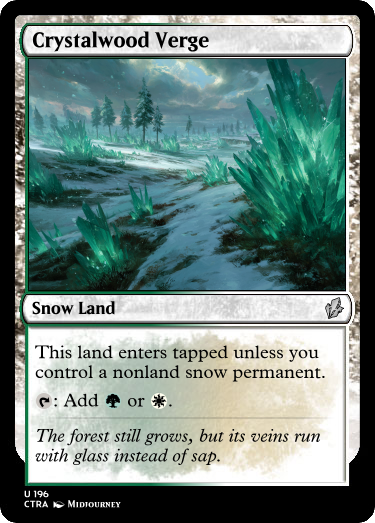 Crystalwood Verge
Snow Land
This land enters tapped unless you
control a nonland snow permanent.
: Add or .
The forest still grows, but its veins run
with glass instead of sap.
U 196
CTRA Midjourney